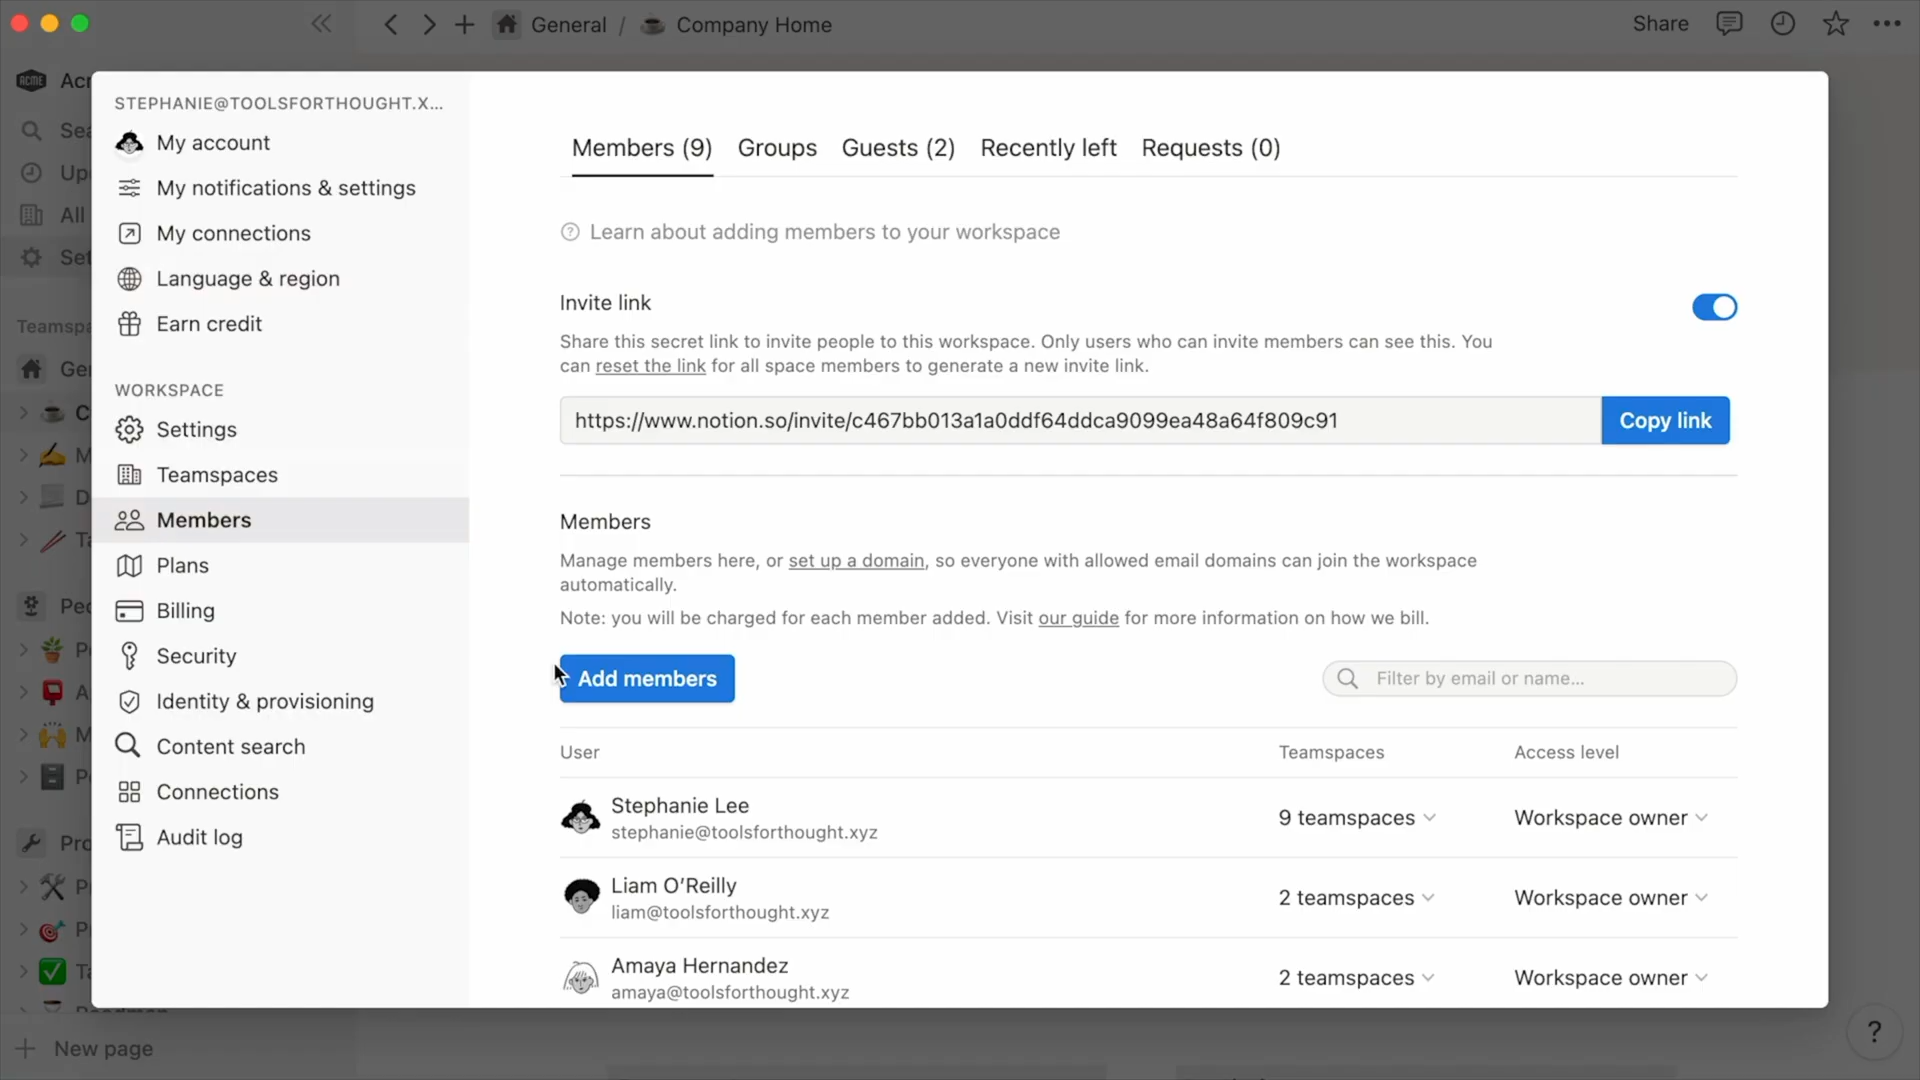 General / Company Home
Share
ACME
STEPHANIE@TOOLSFORTHOUGHT.X...
My account
My notifications & settings
My connections
Language & region
Earn credit
WORKSPACE
Settings
Teamspaces
Members
Plans
Billing
Security
Identity & provisioning
Content search
Connections
Audit log
New page
Members (9)
Groups
Guests (2)
Recently left
Requests (0)
Learn about adding members to your workspace
Invite link
Share this secret link to invite people to this workspace. Only users who can invite members can see this. You
can reset the link for all space members to generate a new invite link.
https://www.notion.so/invite/c467bb013a1a0ddf64ddca9099ea48a64f809c91
Copy link
Members
Manage members here, or set up a domain, so everyone with allowed email domains can join the workspace
automatically.
Note: you will be charged for each member added. Visit our guide for more information on how we bill.
Add members
Filter by email or name...
User
Teamspaces
Access level
Stephanie Lee
stephanie@toolsforthought.xyz
9 teamspaces
Workspace owner
Liam O'Reilly
liam@toolsforthought.xyz
2 teamspaces
Workspace owner
Amaya Hernandez
amaya@toolsforthought.xyz
2 teamspaces
Workspace owner
?